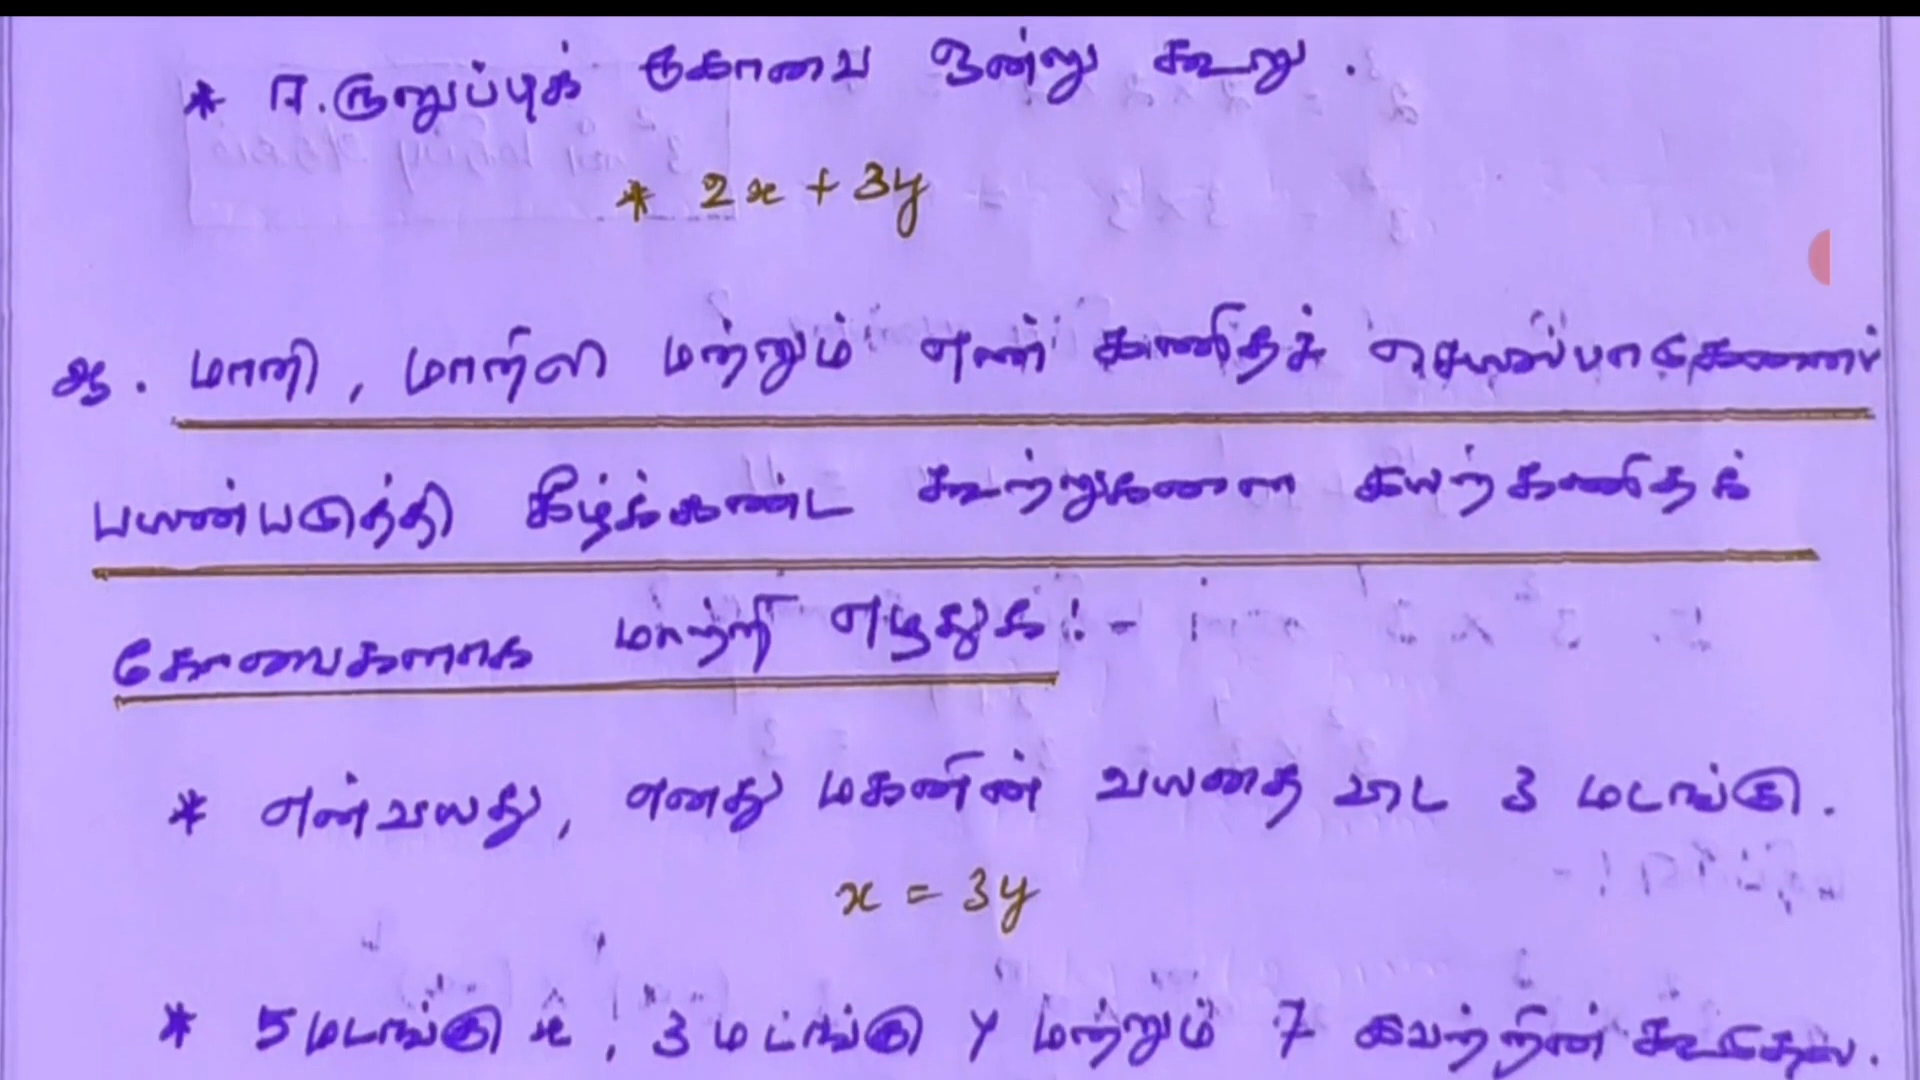 * ஈ.ருறுப்புக் கோவை ஒன்று கூறு.
* 2x + 3y
ஆ. மாறி, மாறிலி மற்றும் எண் கணிதச் செயல்பாடுகளைப்
பயன்படுத்தி கீழ்க்கண்ட கூற்றுகளை இயற்கணிதக்
கோவைகளாக மாற்றி எழுதுக:-
* என்வயது, எனது மகனின் வயதை விட 3 மடங்கு.
x = 3y
* 5 மடங்கு x, 3 மடங்கு y மற்றும் 7 இவற்றின் கூடுதல்.